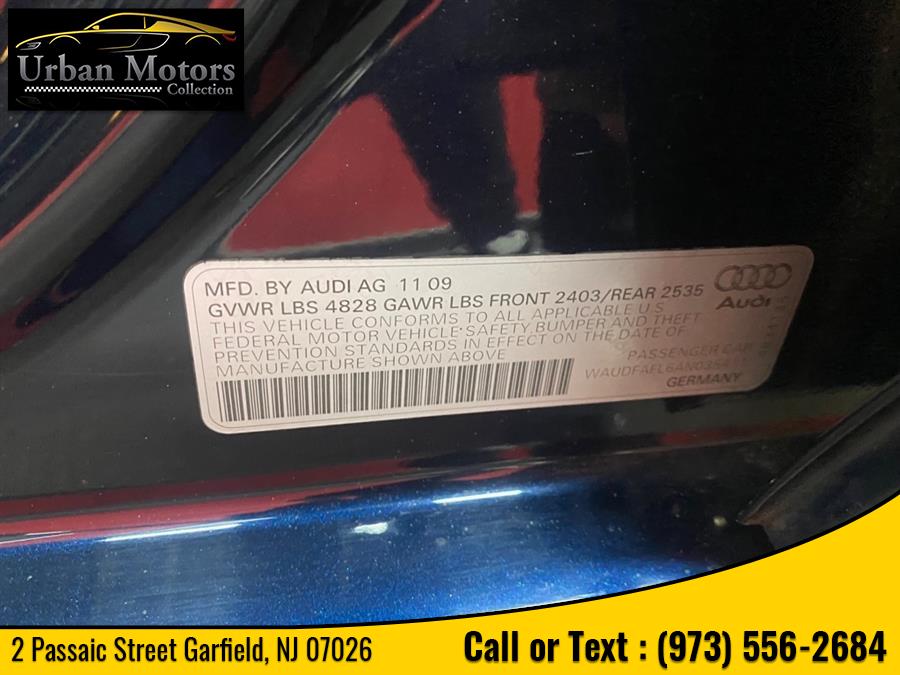 Urban Motors
Collection
MFD. BY AUDI AG 11 09
GVWR LBS 4828 GAWR LBS FRONT 2403/REAR 2535
THIS VEHICLE CONFORMS TO ALL APPLICABLE U.S.
FEDERAL MOTOR VEHICLE SAFETY, BUMPER AND THEFT
PREVENTION STANDARDS IN EFFECT ON THE DATE OF
MANUFACTURE SHOWN ABOVE
PASSENGER CAR
GERMANY
Audi
2 Passaic Street Garfield, NJ 07026
Call or Text : (973) 556-2684